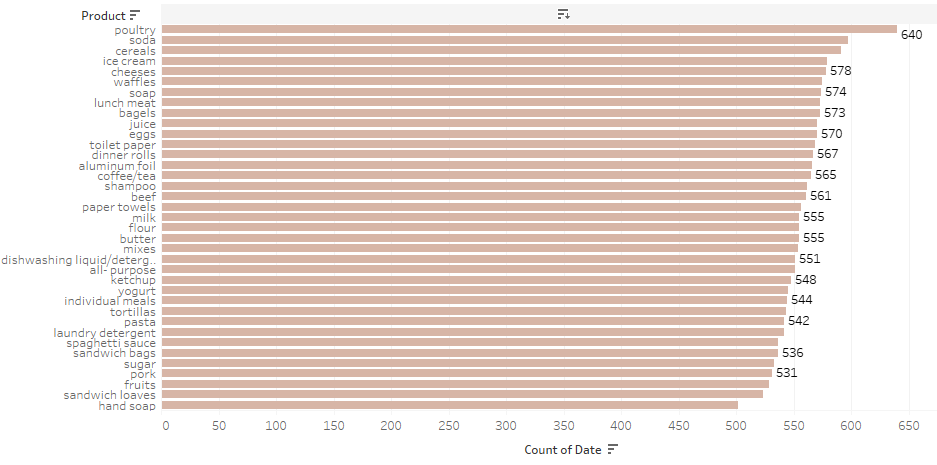 Product
poultry 640
soda
cereals
ice cream
cheeses 578
waffles
soap 574
lunch meat
bagels 573
juice
eggs 570
toilet paper
dinner rolls 567
aluminum foil
coffee/tea 565
shampoo
beef 561
paper towels
milk 555
flour
butter 555
mixes
dishwashing liquid/deterg.. 551
all- purpose
ketchup 548
yogurt
individual meals 544
tortillas
pasta 542
laundry detergent
spaghetti sauce
sandwich bags 536
sugar
pork 531
fruits
sandwich loaves
hand soap
0 50 100 150 200 250 300 350 400 450 500 550 600 650
Count of Date